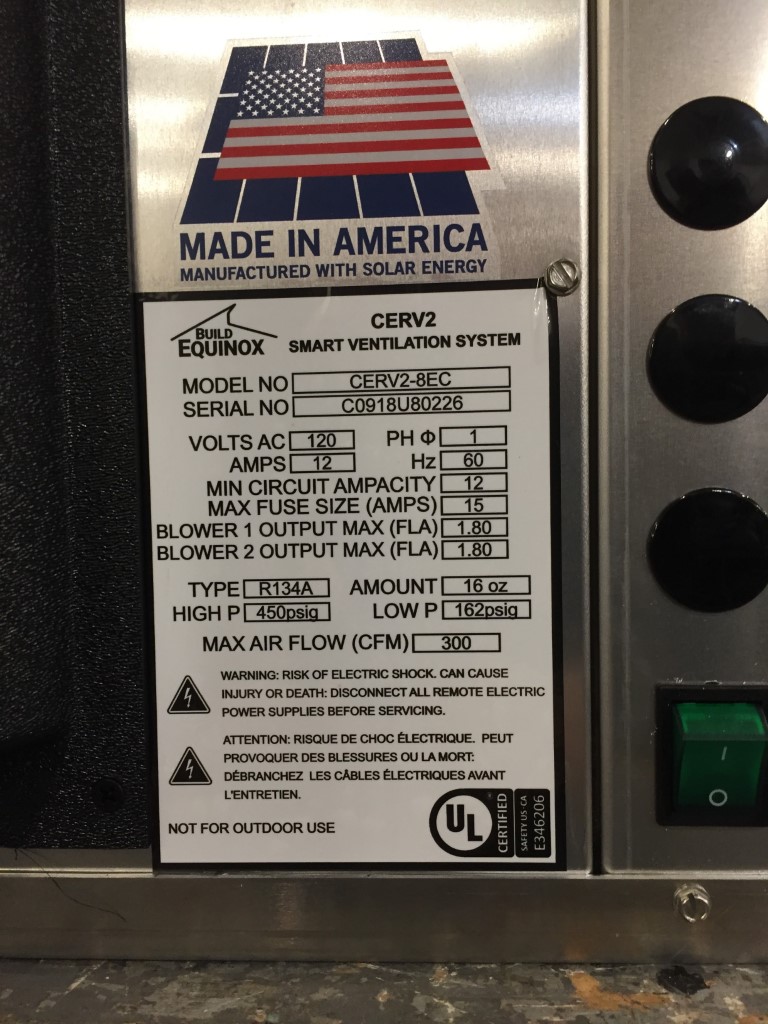 MADE IN AMERICA
MANUFACTURED WITH SOLAR ENERGY
BUILD
EQUINOX
CERV2
SMART VENTILATION SYSTEM
MODEL NO CERV2-8EC
SERIAL NO C0918U80226
VOLTS AC 120 PH Φ 1
AMPS 12 Hz 60
MIN CIRCUIT AMPACITY 12
MAX FUSE SIZE (AMPS) 15
BLOWER 1 OUTPUT MAX (FLA) 1.80
BLOWER 2 OUTPUT MAX (FLA) 1.80
TYPE R134A AMOUNT 16 oz
HIGH P 450psig LOW P 162psig
MAX AIR FLOW (CFM) 300
WARNING: RISK OF ELECTRIC SHOCK. CAN CAUSE
INJURY OR DEATH: DISCONNECT ALL REMOTE ELECTRIC
POWER SUPPLIES BEFORE SERVICING.
ATTENTION: RISQUE DE CHOC ÉLECTRIQUE. PEUT
PROVOQUER DES BLESSURES OU LA MORT:
DÉBRANCHEZ LES CÂBLES ÉLECTRIQUES AVANT
L'ENTRETIEN.
NOT FOR OUTDOOR USE
UL
CERTIFIED
SAFETY US-CA
E346206
I
O